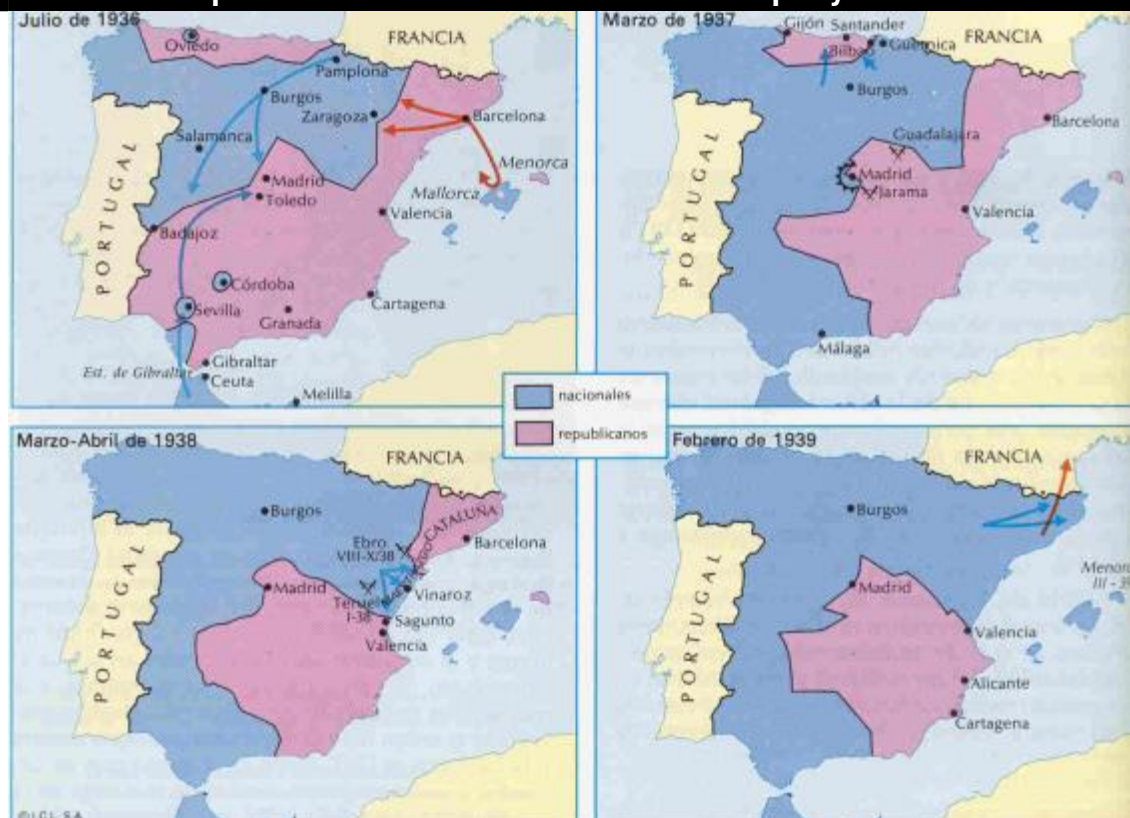 Julio de 1936
Oviedo
FRANCIA
Pamplona
Burgos
Zaragoza
Barcelona
Salamanca
Menorca
Mallorca
Madrid
Toledo
Valencia
PORTUGAL
Badajoz
Córdoba
Sevilla
Granada
Cartagena
Gibraltar
Est. de Gibraltar
Ceuta
Melilla
Marzo de 1937
Gijón
Santander
FRANCIA
Bilbao
Guernica
Burgos
Barcelona
Guadalajara
Madrid
Jarama
PORTUGAL
Valencia
Málaga
nacionales
republicanos
Marzo-Abril de 1938
FRANCIA
Burgos
CATALUÑA
Ebro
VIII-X/38
Barcelona
Madrid
Teruel
I-38
Vinaroz
Sagunto
Valencia
PORTUGAL
Febrero de 1939
FRANCIA
Burgos
Menor
III - 39
Madrid
PORTUGAL
Valencia
Alicante
Cartagena